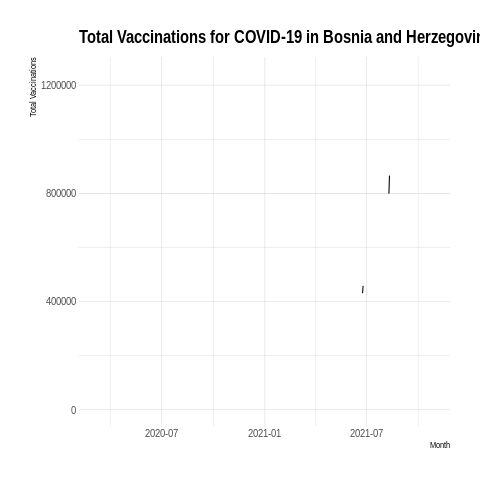 Total Vaccinations for COVID-19 in Bosnia and Herzegovin
Total Vaccinations
1200000
800000
400000
0
2020-07
2021-01
2021-07
Month